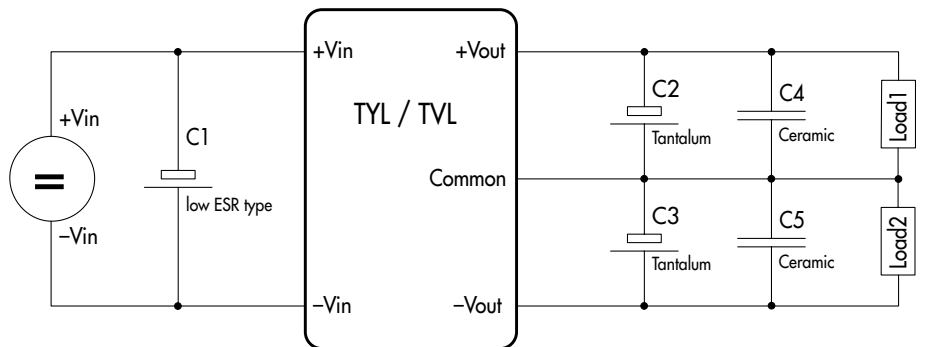 +Vin
+Vout
TYL / TVL
C2
C4
+Vin
C1
Tantalum
Ceramic
Load1
=
Common
low ESR type
–Vin
C3
C5
Tantalum
Ceramic
Load2
–Vin
–Vout